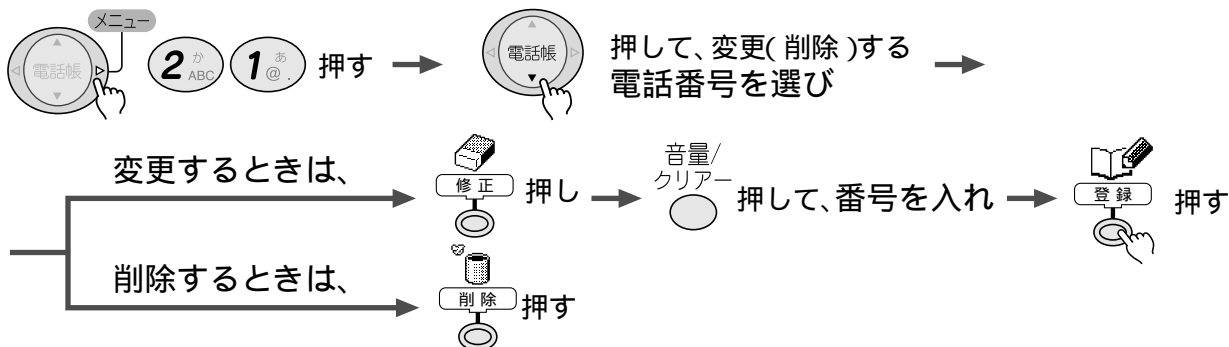 メニュー
電話帳
2 か ABC
1 あ @ .
押す
電話帳
押して、変更(削除)する
電話番号を選び
変更するときは、
修正
押し
音量/
クリアー
押して、番号を入れ
登録
押す
削除するときは、
削除
押す